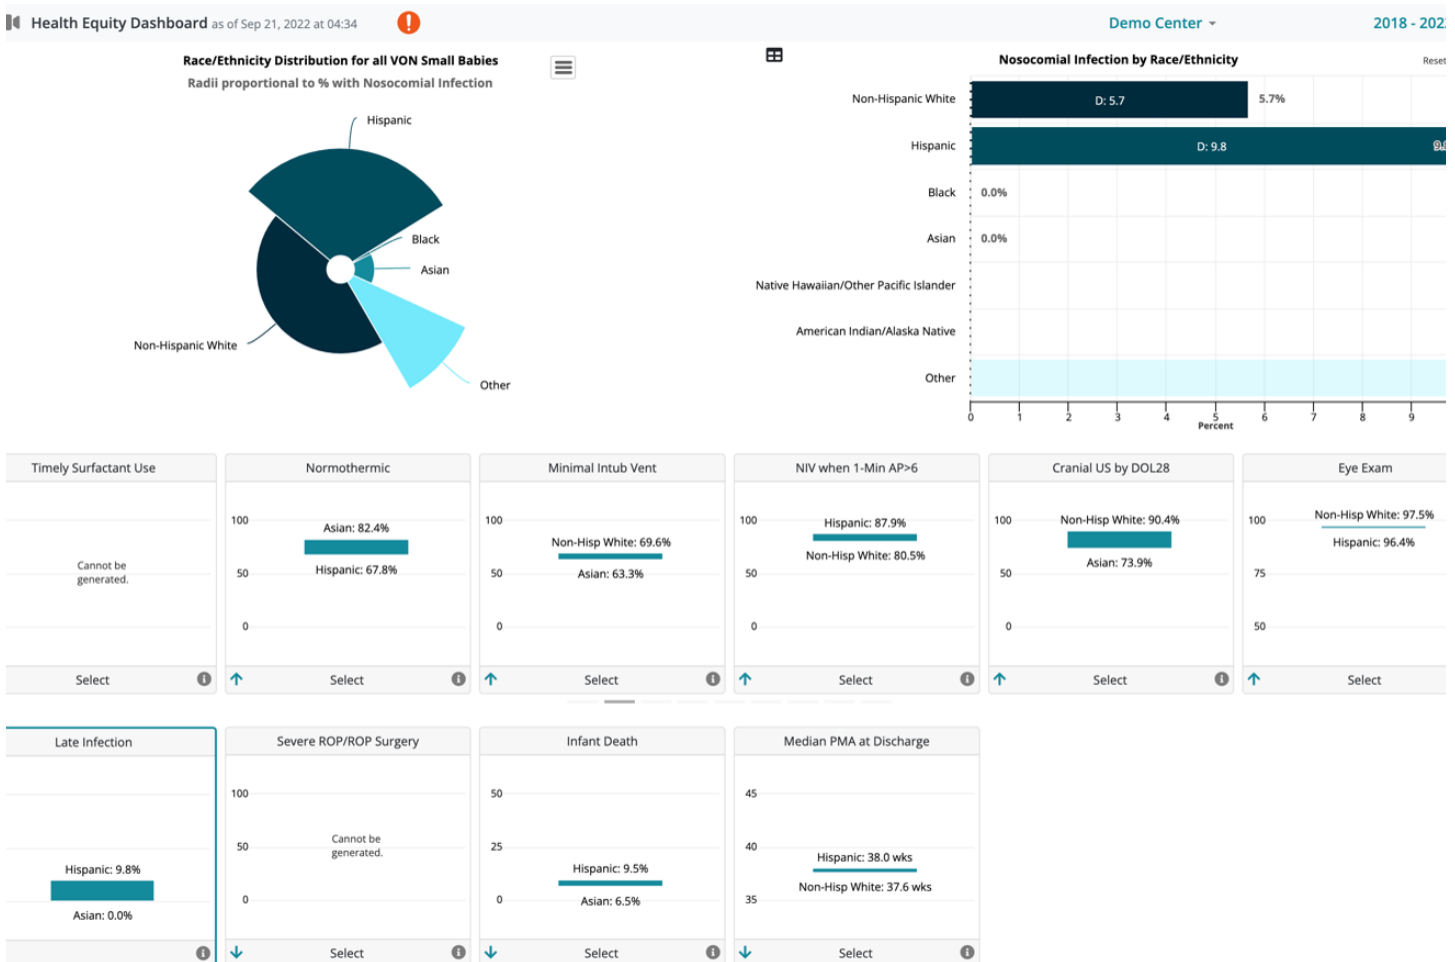 Health Equity Dashboard as of Sep 21, 2022 at 04:34
Demo Center
2018 - 202
Race/Ethnicity Distribution for all VON Small Babies
Radii proportional to % with Nosocomial Infection
Hispanic
Black
Asian
Non-Hispanic White
Other
Nosocomial Infection by Race/Ethnicity
Reset
Non-Hispanic White
D: 5.7
5.7%
Hispanic
D: 9.8
9.
Black
0.0%
Asian
0.0%
Native Hawaiian/Other Pacific Islander
American Indian/Alaska Native
Other
0 1 2 3 4 5 6 7 8 9
Percent
Timely Surfactant Use
Cannot be
generated.
Select
Normothermic
100
Asian: 82.4%
50
Hispanic: 67.8%
0
Select
Minimal Intub Vent
100
Non-Hisp White: 69.6%
50
Asian: 63.3%
0
Select
NIV when 1-Min AP>6
100
Hispanic: 87.9%
Non-Hisp White: 80.5%
50
0
Select
Cranial US by DOL28
100
Non-Hisp White: 90.4%
Asian: 73.9%
50
0
Select
Eye Exam
Non-Hisp White: 97.5%
100
Hispanic: 96.4%
75
50
Select
Late Infection
Hispanic: 9.8%
Asian: 0.0%
Severe ROP/ROP Surgery
100
Cannot be
generated.
50
0
Select
Infant Death
50
25
Hispanic: 9.5%
0
Asian: 6.5%
Select
Median PMA at Discharge
45
40
Hispanic: 38.0 wks
Non-Hisp White: 37.6 wks
35
Select